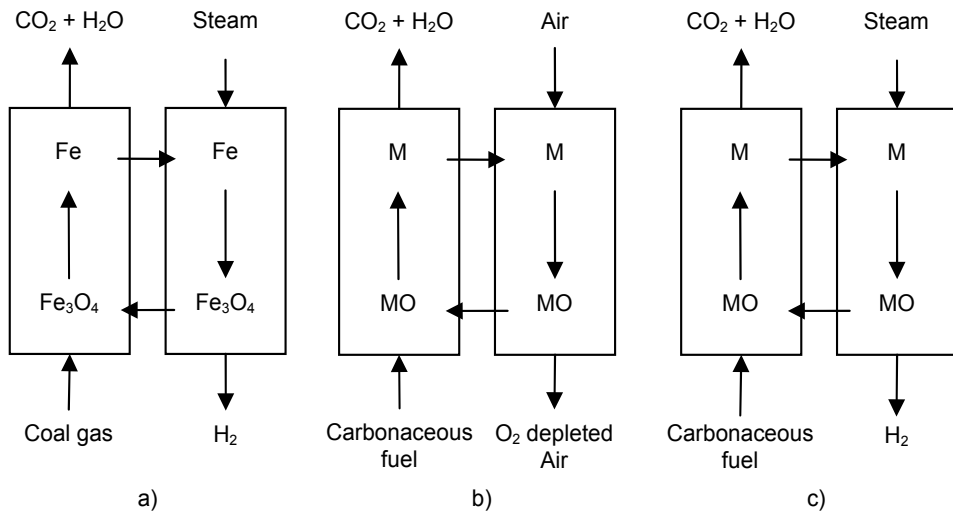 CO₂ + H₂O Steam
Fe Fe
Fe₃O₄ Fe₃O₄
Coal gas H₂
a)
CO₂ + H₂O Air
M M
MO MO
Carbonaceous fuel O₂ depleted Air
b)
CO₂ + H₂O Steam
M M
MO MO
Carbonaceous fuel H₂
c)